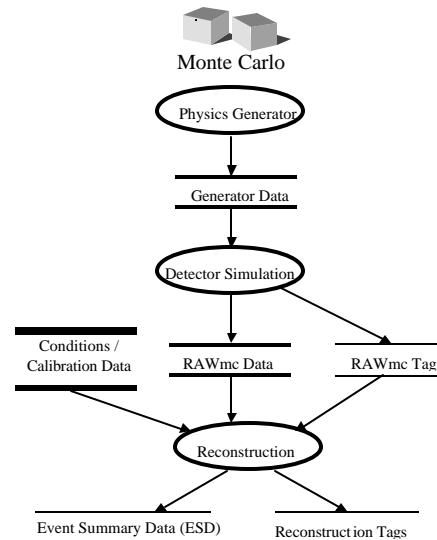 Monte Carlo
Physics Generator
Generator Data
Detector Simulation
Conditions /
Calibration Data
RAWmc Data
RAWmc Tag
Reconstruction
Event Summary Data (ESD)
Reconstruction Tags